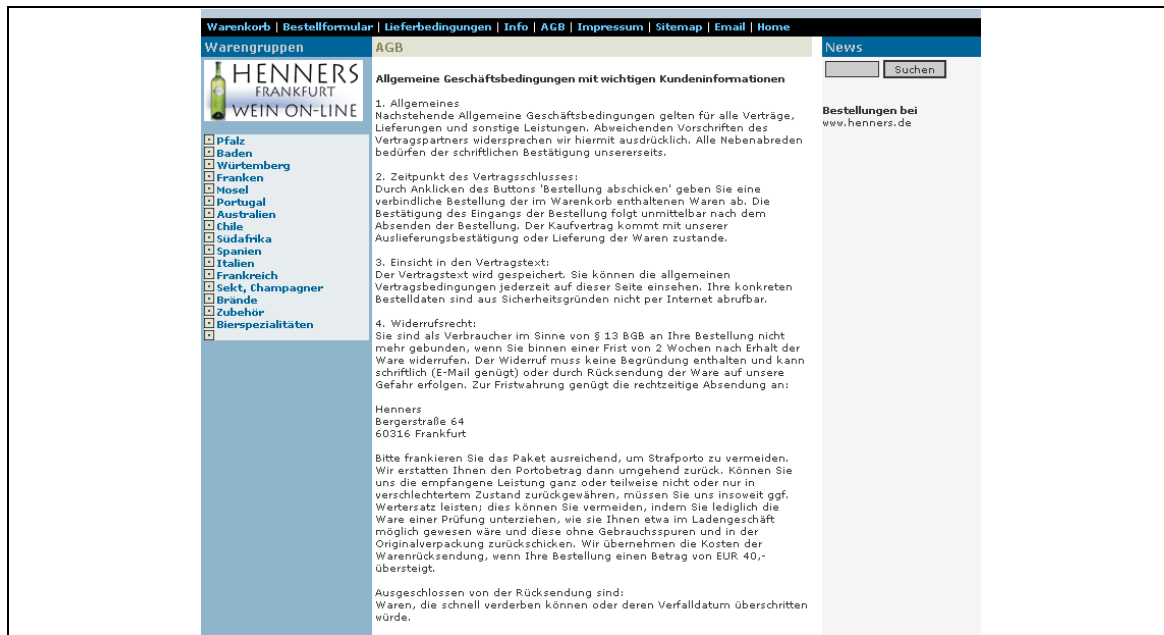 Warenkorb | Bestellformular | Lieferbedingungen | Info | AGB | Impressum | Sitemap | Email | Home
Warengruppen
HENNERS
FRANKFURT
WEIN ON-LINE
Pfalz
Baden
Würtemberg
Franken
Mosel
Portugal
Australien
Chile
Südafrika
Spanien
Italien
Frankreich
Sekt, Champagner
Brände
Zubehör
Bierspezialitäten
AGB
Allgemeine Geschäftsbedingungen mit wichtigen Kundeninformationen
1. Allgemeines
Nachstehende Allgemeine Geschäftsbedingungen gelten für alle Verträge,
Lieferungen und sonstige Leistungen. Abweichenden Vorschriften des
Vertragspartners widersprechen wir hiermit ausdrücklich. Alle Nebenabreden
bedürfen der schriftlichen Bestätigung unsererseits.
2. Zeitpunkt des Vertragsschlusses:
Durch Anklicken des Buttons 'Bestellung abschicken' geben Sie eine
verbindliche Bestellung der im Warenkorb enthaltenen Waren ab. Die
Bestätigung des Eingangs der Bestellung folgt unmittelbar nach dem
Absenden der Bestellung. Der Kaufvertrag kommt mit unserer
Auslieferungsbestätigung oder Lieferung der Waren zustande.
3. Einsicht in den Vertragstext:
Der Vertragstext wird gespeichert. Sie können die allgemeinen
Vertragsbedingungen jederzeit auf dieser Seite einsehen. Ihre konkreten
Bestelldaten sind aus Sicherheitsgründen nicht per Internet abrufbar.
4. Widerrufsrecht:
Sie sind als Verbraucher im Sinne von § 13 BGB an Ihre Bestellung nicht
mehr gebunden, wenn Sie binnen einer Frist von 2 Wochen nach Erhalt der
Ware widerrufen. Der Widerruf muss keine Begründung enthalten und kann
schriftlich (E-Mail genügt) oder durch Rücksendung der Ware auf unsere
Gefahr erfolgen. Zur Fristwahrung genügt die rechtzeitige Absendung an:
Henners
Bergerstraße 64
60316 Frankfurt
Bitte frankieren Sie das Paket ausreichend, um Strafporto zu vermeiden.
Wir erstatten Ihnen den Portobetrag dann umgehend zurück. Können Sie
uns die empfangene Leistung ganz oder teilweise nicht oder nur in
verschlechtertem Zustand zurückgewähren, müssen Sie uns insoweit ggf.
Wertersatz leisten; dies können Sie vermeiden, indem Sie lediglich die
Ware einer Prüfung unterziehen, wie sie Ihnen etwa im Ladengeschäft
möglich gewesen wäre und diese ohne Gebrauchsspuren und in der
Originalverpackung zurückschicken. Wir übernehmen die Kosten der
Warenrücksendung, wenn Ihre Bestellung einen Betrag von EUR 40,-
übersteigt.
Ausgeschlossen von der Rücksendung sind:
Waren, die schnell verderben können oder deren Verfalldatum überschritten
würde.
News
Suchen
Bestellungen bei
www.henners.de